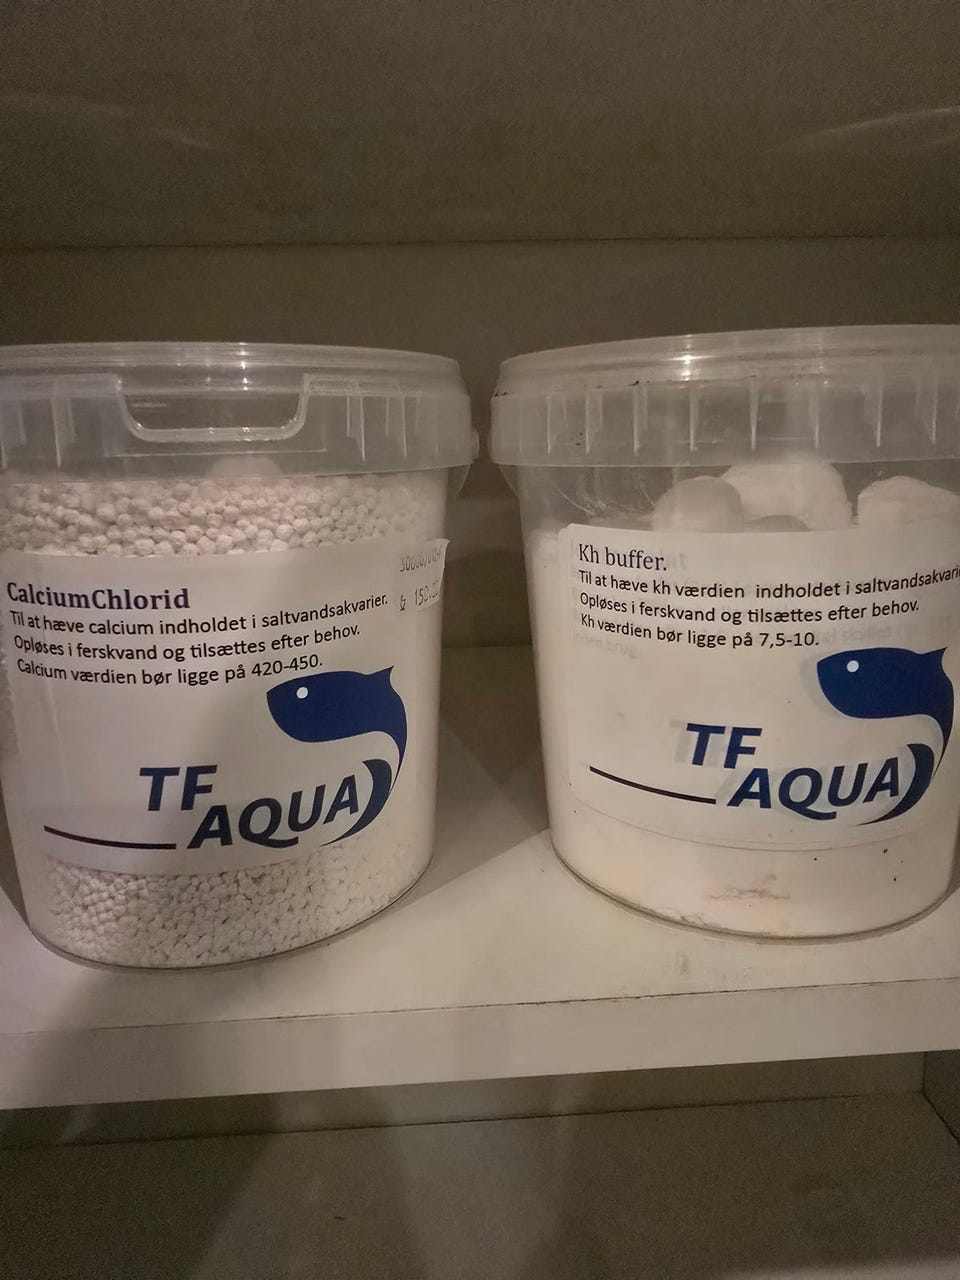 CalciumChlorid
Til at hæve calcium indholdet i saltvandsakvarier.
Opløses i ferskvand og tilsættes efter behov.
Calcium værdien bør ligge på 420-450.
TF
AQUA
Kh buffer.
Til at hæve kh værdien indholdet i saltvandsakvarie
Opløses i ferskvand og tilsættes efter behov.
Kh værdien bør ligge på 7,5-10.
TF
AQUA